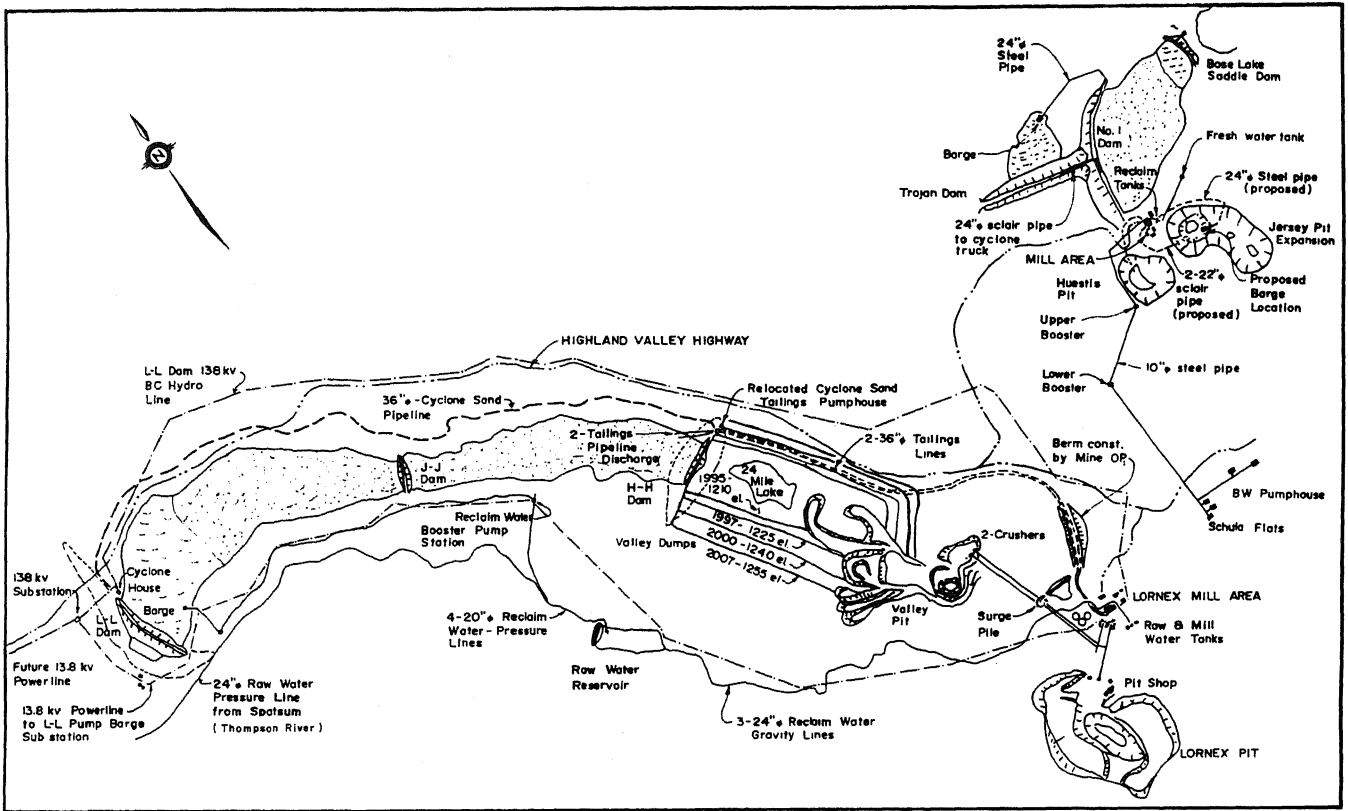 24"φ
Steel
Pipe
Bose Lake
Saddle Dam
No. 1
Dam
Fresh water tank
Barge
Reclaim
Tanks
24"φ Steel pipe
(proposed)
Trojan Dam
24"φ sclair pipe
to cyclone
truck
Jersey Pit
Expansion
MILL AREA
Huestis
Pit
2-22"φ
sclair
pipe
(proposed)
Proposed
Barge
Location
Upper
Booster
N
HIGHLAND VALLEY HIGHWAY
L-L Dam 138 kv
BC Hydro
Line
Lower
Booster
10"φ steel pipe
36"φ-Cyclone Sand
Pipeline
Relocated Cyclone Sand
Tailings Pumphouse
2-Tailings
Pipeline
Discharge
2-36"φ Tailings
Lines
Berm const.
by Mine OP.
J-J
Dam
H-H
Dam
24
Mile
Lake
1995-
1210
el.
BW Pumphouse
Schula Flats
Reclaim Water
Booster Pump
Station
1997-1225 el.
2000-1240 el.
2007-1255 el.
Valley Dumps
2-Crushers
138 kv
Substation
Cyclone
House
Barge
L-L
Dam
Valley
Pit
Surge
Pile
LORNEX MILL AREA
Raw & Mill
Water Tanks
4-20"φ Reclaim
Water-Pressure
Lines
Raw Water
Reservoir
Future 13.8 kv
Powerline
24"φ Raw Water
Pressure Line
from Spatsum
(Thompson River)
13.8 kv Powerline
to L-L Pump Barge
Substation
3-24"φ Reclaim Water
Gravity Lines
Pit Shop
LORNEX PIT